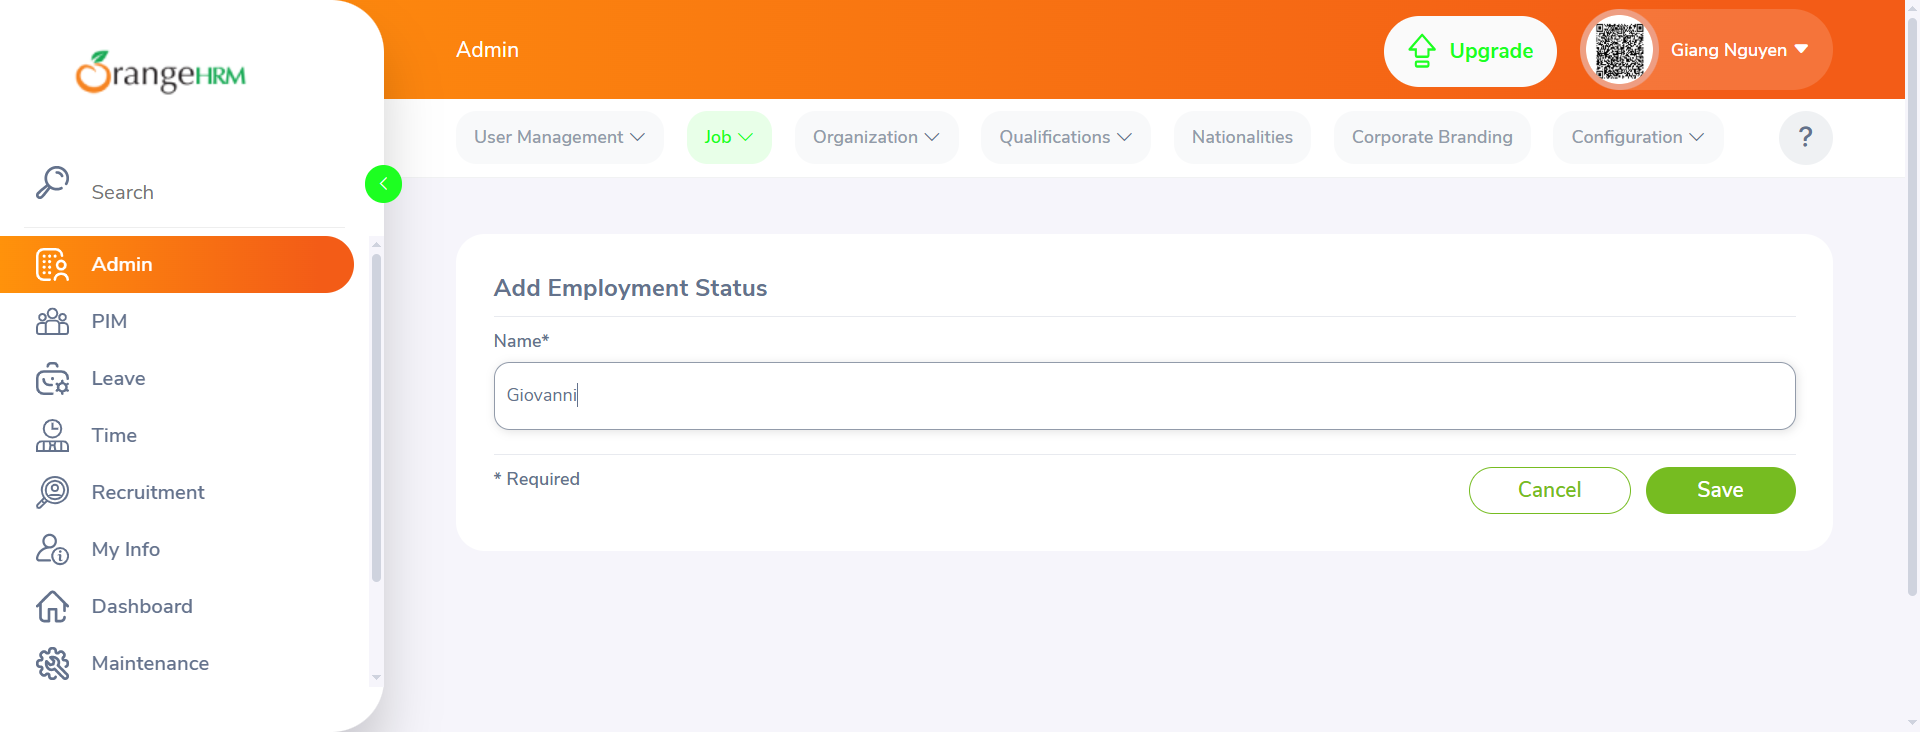 OrangeHRM
Admin
Upgrade
Giang Nguyen
User Management
Job
Organization
Qualifications
Nationalities
Corporate Branding
Configuration
?
Search
Admin
PIM
Leave
Time
Recruitment
My Info
Dashboard
Maintenance
Add Employment Status
Name*
Giovanni
* Required
Cancel
Save